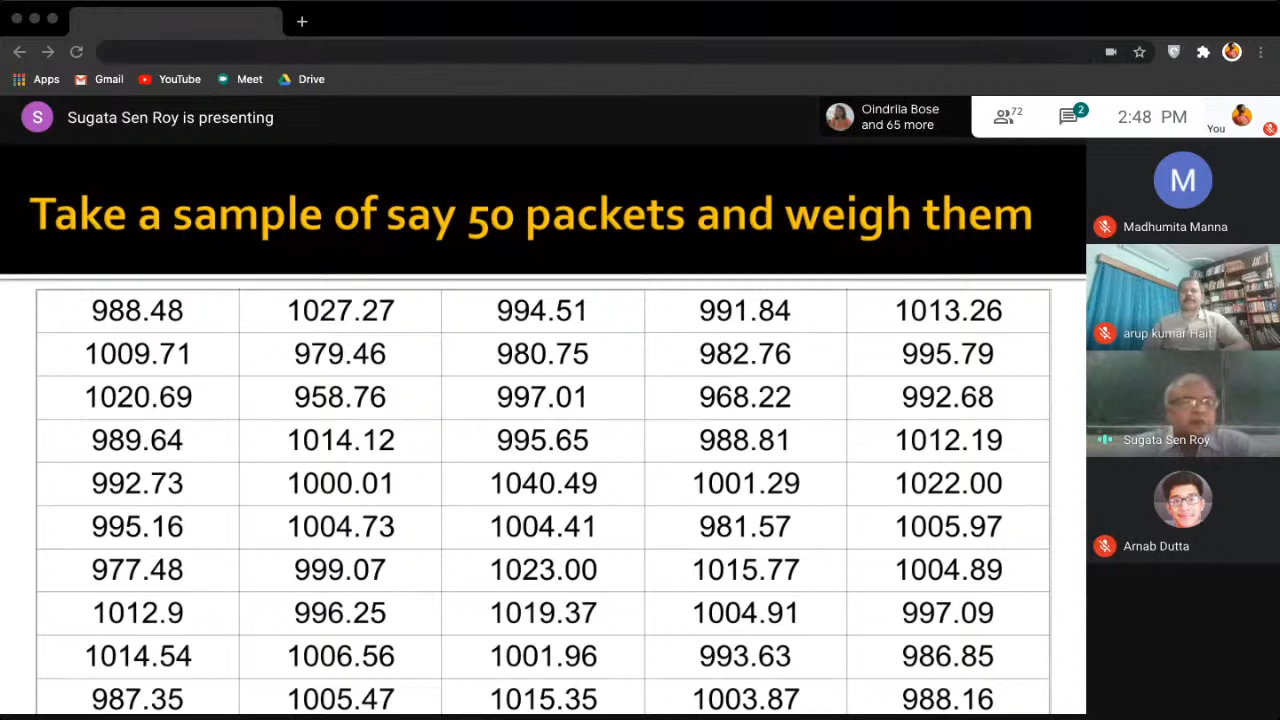 +
Apps Gmail YouTube Meet Drive
S Sugata Sen Roy is presenting
Oindrila Bose
and 65 more
72 2 2:48 PM You
Take a sample of say 50 packets and weigh them
988.48 1027.27 994.51 991.84 1013.26
1009.71 979.46 980.75 982.76 995.79
1020.69 958.76 997.01 968.22 992.68
989.64 1014.12 995.65 988.81 1012.19
992.73 1000.01 1040.49 1001.29 1022.00
995.16 1004.73 1004.41 981.57 1005.97
977.48 999.07 1023.00 1015.77 1004.89
1012.9 996.25 1019.37 1004.91 997.09
1014.54 1006.56 1001.96 993.63 986.85
987.35 1005.47 1015.35 1003.87 988.16
M
Madhumita Manna
arup kumar Hait
Sugata Sen Roy
Arnab Dutta